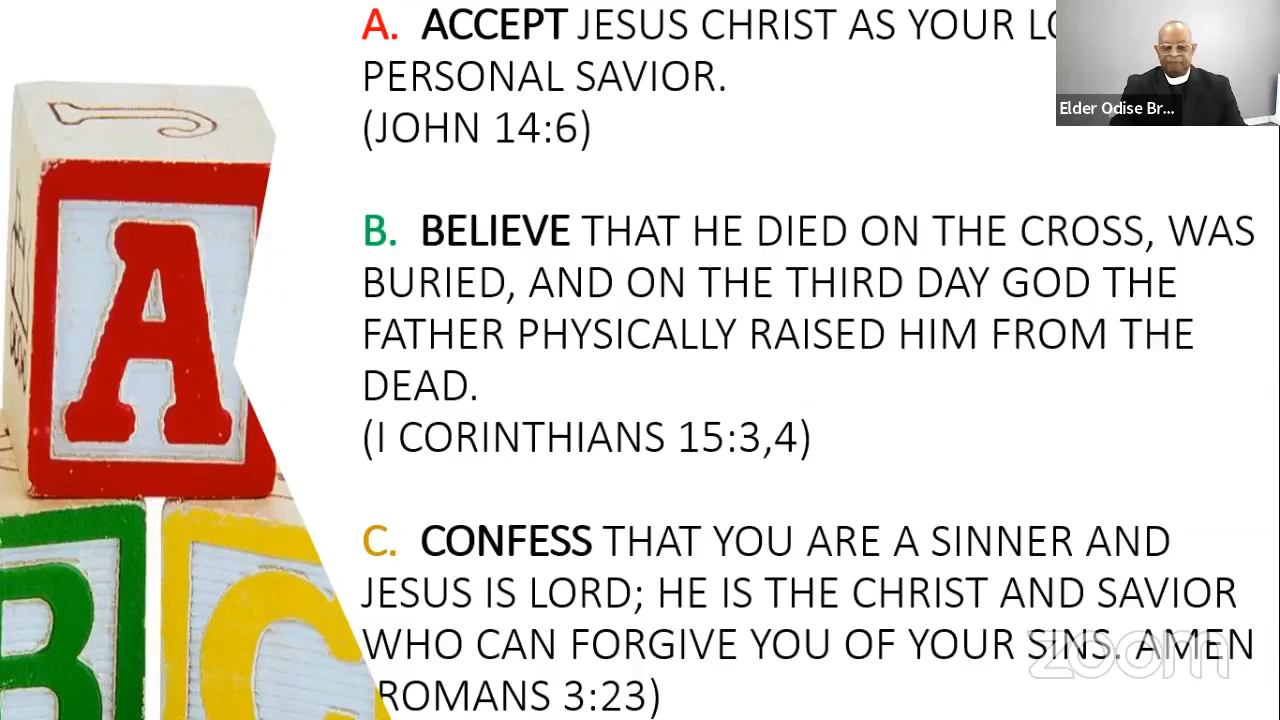 A. ACCEPT JESUS CHRIST AS YOUR
PERSONAL SAVIOR.
(JOHN 14:6)
B. BELIEVE THAT HE DIED ON THE CROSS, WAS
BURIED, AND ON THE THIRD DAY GOD THE
FATHER PHYSICALLY RAISED HIM FROM THE
DEAD.
(I CORINTHIANS 15:3,4)
C. CONFESS THAT YOU ARE A SINNER AND
JESUS IS LORD; HE IS THE CHRIST AND SAVIOR
WHO CAN FORGIVE YOU OF YOUR SINS. AMEN
ROMANS 3:23)
Elder Odise Br...
zoom
J
A
B
C